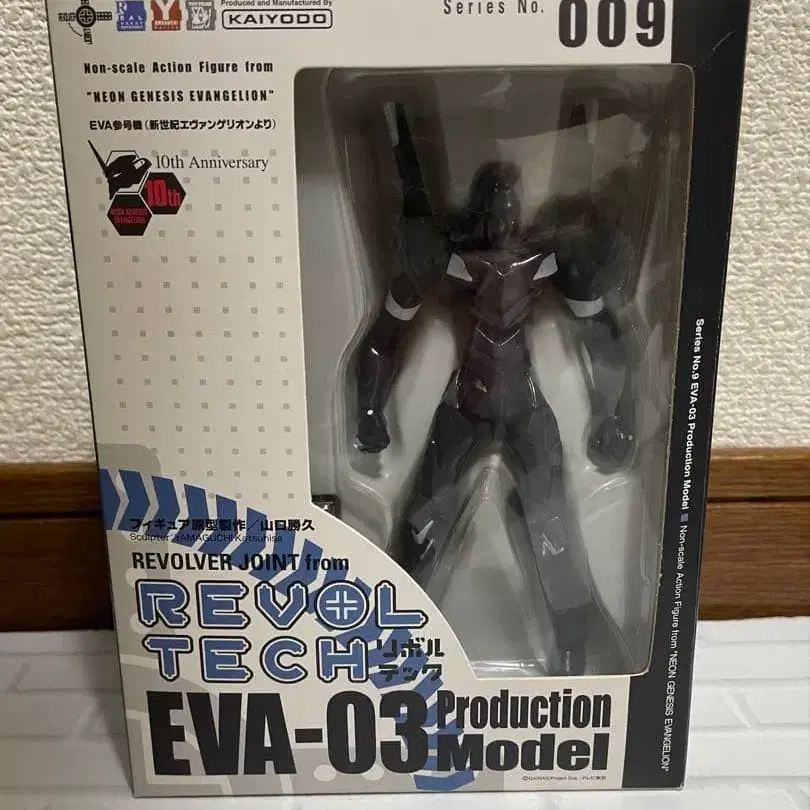 Produced and Manufactured By
KAIYODO
Series No. 009
Non-scale Action Figure from
"NEON GENESIS EVANGELION"
EVA参号機(新世紀エヴァンゲリオンより)
10th Anniversary
10th
NEON GENESIS
EVANGELION
フィギュア原型製作/山口勝久
Sculptor:YAMAGUCHI Katsuhisa
REVOLVER JOINT from
REVOL
TECH リボル
テック
EVA-03 Production
Model
Series No.9 EVA-03 Production Model ■ Non-scale Action Figure from "NEON GENESIS EVANGELION"